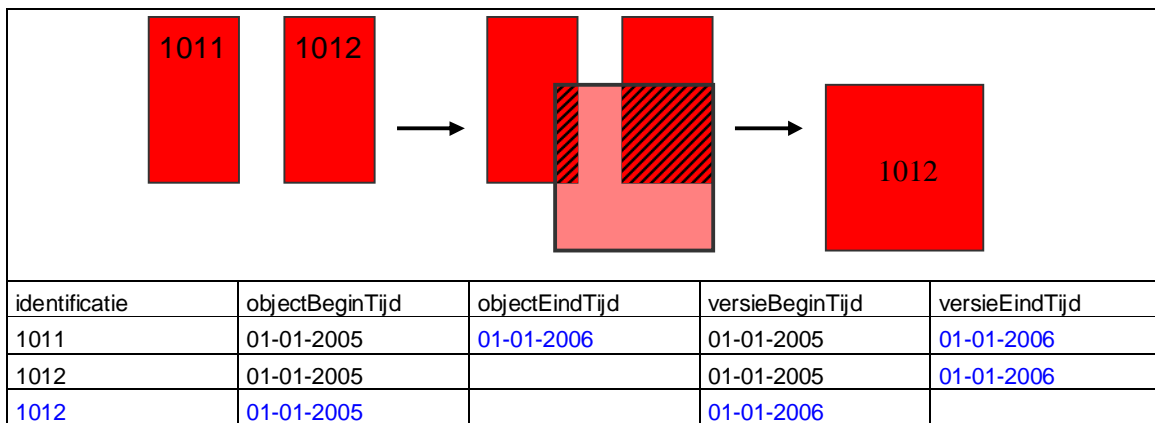 1011 1012
1012
identificatie objectBeginTijd objectEindTijd versieBeginTijd versieEindTijd
1011 01-01-2005 01-01-2006 01-01-2005 01-01-2006
1012 01-01-2005 01-01-2005 01-01-2006
1012 01-01-2005 01-01-2006